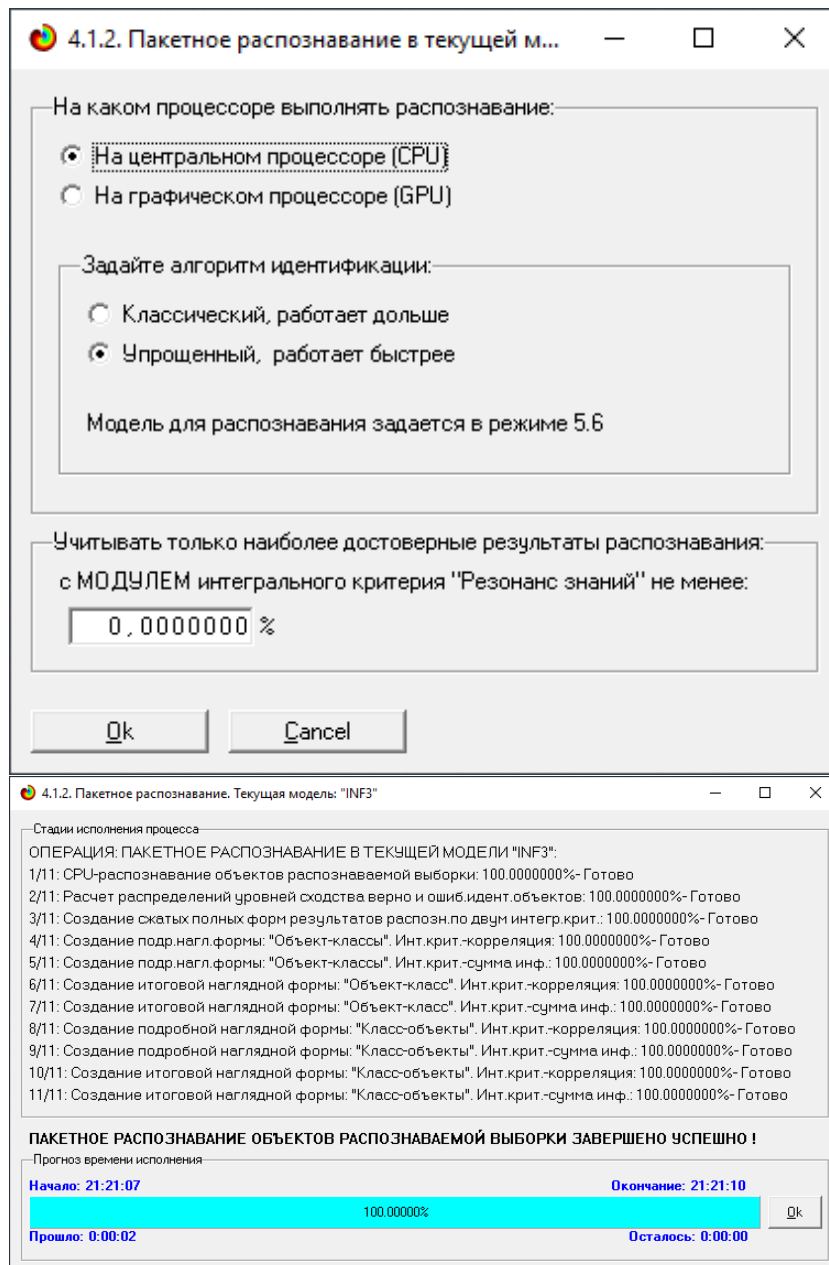 4.1.2. Пакетное распознавание в текущей м...
На каком процессоре выполнять распознавание:
На центральном процессоре (CPU)
На графическом процессоре (GPU)
Задайте алгоритм идентификации:
Классический, работает дольше
Упрощенный, работает быстрее
Модель для распознавания задается в режиме 5.6
Учитывать только наиболее достоверные результаты распознавания:
с МОДУЛЕМ интегрального критерия "Резонанс знаний" не менее:
0,0000000 %
Ok Cancel
4.1.2. Пакетное распознавание. Текущая модель: "INF3"
Стадии исполнения процесса
ОПЕРАЦИЯ: ПАКЕТНОЕ РАСПОЗНАВАНИЕ В ТЕКУЩЕЙ МОДЕЛИ "INF3":
1/11: CPU-распознавание объектов распознаваемой выборки: 100.0000000%- Готово
2/11: Расчет распределений уровней сходства верно и ошиб.идент.объектов: 100.0000000%- Готово
3/11: Создание сжатых полных форм результатов распозн.по двум интегр.крит.: 100.0000000%- Готово
4/11: Создание подр.нагл.формы: "Объект-классы". Инт.крит.-корреляция: 100.0000000%- Готово
5/11: Создание подр.нагл.формы: "Объект-классы". Инт.крит.-сумма инф.: 100.0000000%- Готово
6/11: Создание итоговой наглядной формы: "Объект-класс". Инт.крит.-корреляция: 100.0000000%- Готово
7/11: Создание итоговой наглядной формы: "Объект-класс". Инт.крит.-сумма инф.: 100.0000000%- Готово
8/11: Создание подробной наглядной формы: "Класс-объекты". Инт.крит.-корреляция: 100.0000000%- Готово
9/11: Создание подробной наглядной формы: "Класс-объекты". Инт.крит.-сумма инф.: 100.0000000%- Готово
10/11: Создание итоговой наглядной формы: "Класс-объекты". Инт.крит.-корреляция: 100.0000000%- Готово
11/11: Создание итоговой наглядной формы: "Класс-объекты". Инт.крит.-сумма инф.: 100.0000000%- Готово
ПАКЕТНОЕ РАСПОЗНАВАНИЕ ОБЪЕКТОВ РАСПОЗНАВАЕМОЙ ВЫБОРКИ ЗАВЕРШЕНО УСПЕШНО !
Прогноз времени исполнения
Начало: 21:21:07 Окончание: 21:21:10
100.00000% Ok
Прошло: 0:00:02 Осталось: 0:00:00